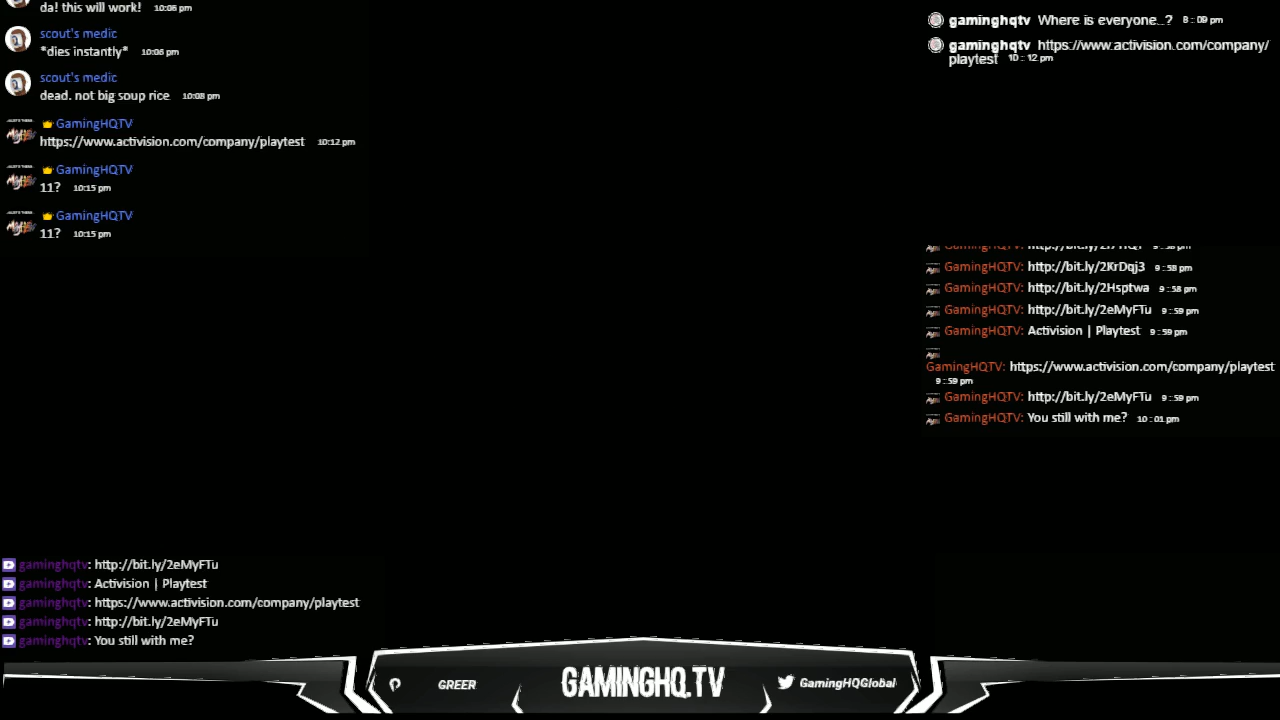 da! this will work! 10:06 pm
scout's medic
*dies instantly* 10:06 pm
scout's medic
dead. not big soup rice 10:08 pm
GamingHQTV
https://www.activision.com/company/playtest 10:12 pm
GamingHQTV
11? 10:15 pm
GamingHQTV
11? 10:15 pm
gaminghqtv Where is everyone..? 8:09 pm
gaminghqtv https://www.activision.com/company/
playtest 10:12 pm
GamingHQTV: http://bit.ly/2KrDqj3 9:58 pm
GamingHQTV: http://bit.ly/2Hsptwa 9:58 pm
GamingHQTV: http://bit.ly/2eMyFTu 9:59 pm
GamingHQTV: Activision | Playtest 9:59 pm
GamingHQTV: https://www.activision.com/company/playtest
9:59 pm
GamingHQTV: http://bit.ly/2eMyFTu 9:59 pm
GamingHQTV: You still with me? 10:01 pm
gaminghqtv: http://bit.ly/2eMyFTu
gaminghqtv: Activision | Playtest
gaminghqtv: https://www.activision.com/company/playtest
gaminghqtv: http://bit.ly/2eMyFTu
gaminghqtv: You still with me?
GREER
GAMINGHQ.TV
GamingHQGlobal